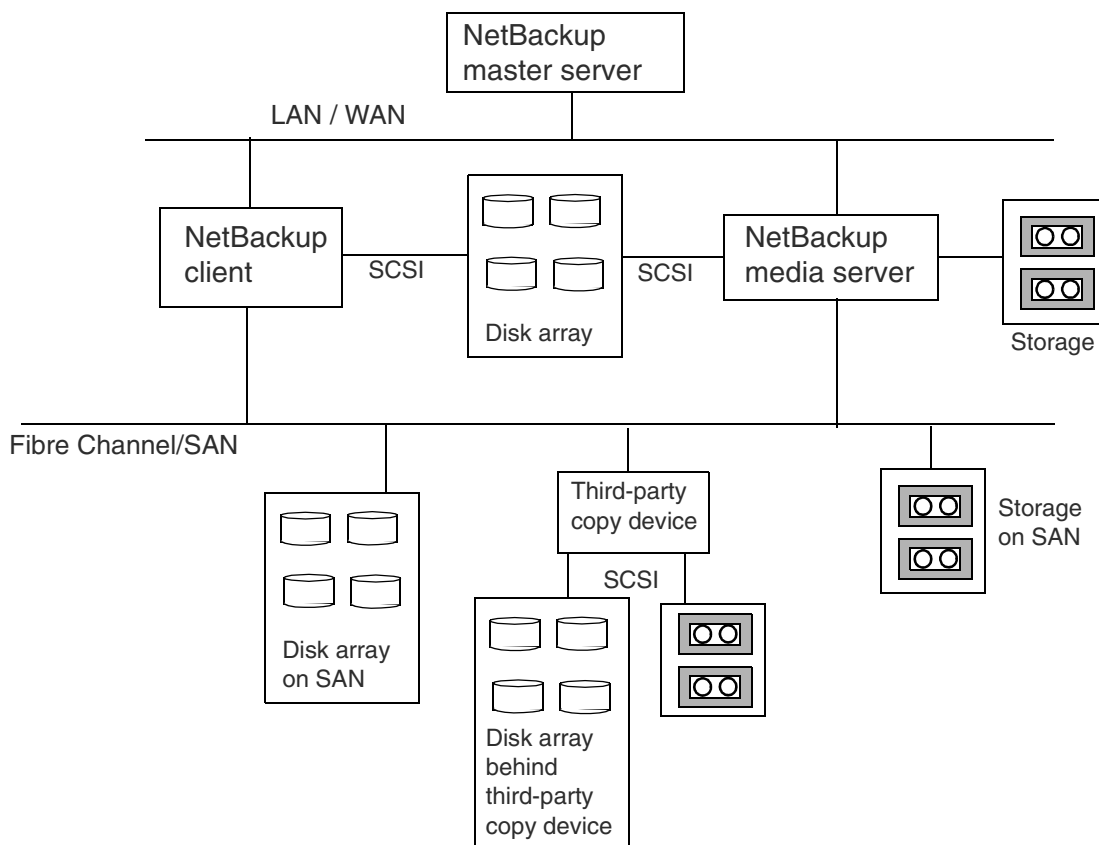 NetBackup
master server
LAN / WAN
NetBackup
client
SCSI
Disk array
SCSI
NetBackup
media server
Storage
Fibre Channel/SAN
Disk array
on SAN
Third-party
copy device
SCSI
Disk array
behind
third-party
copy device
Storage
on SAN